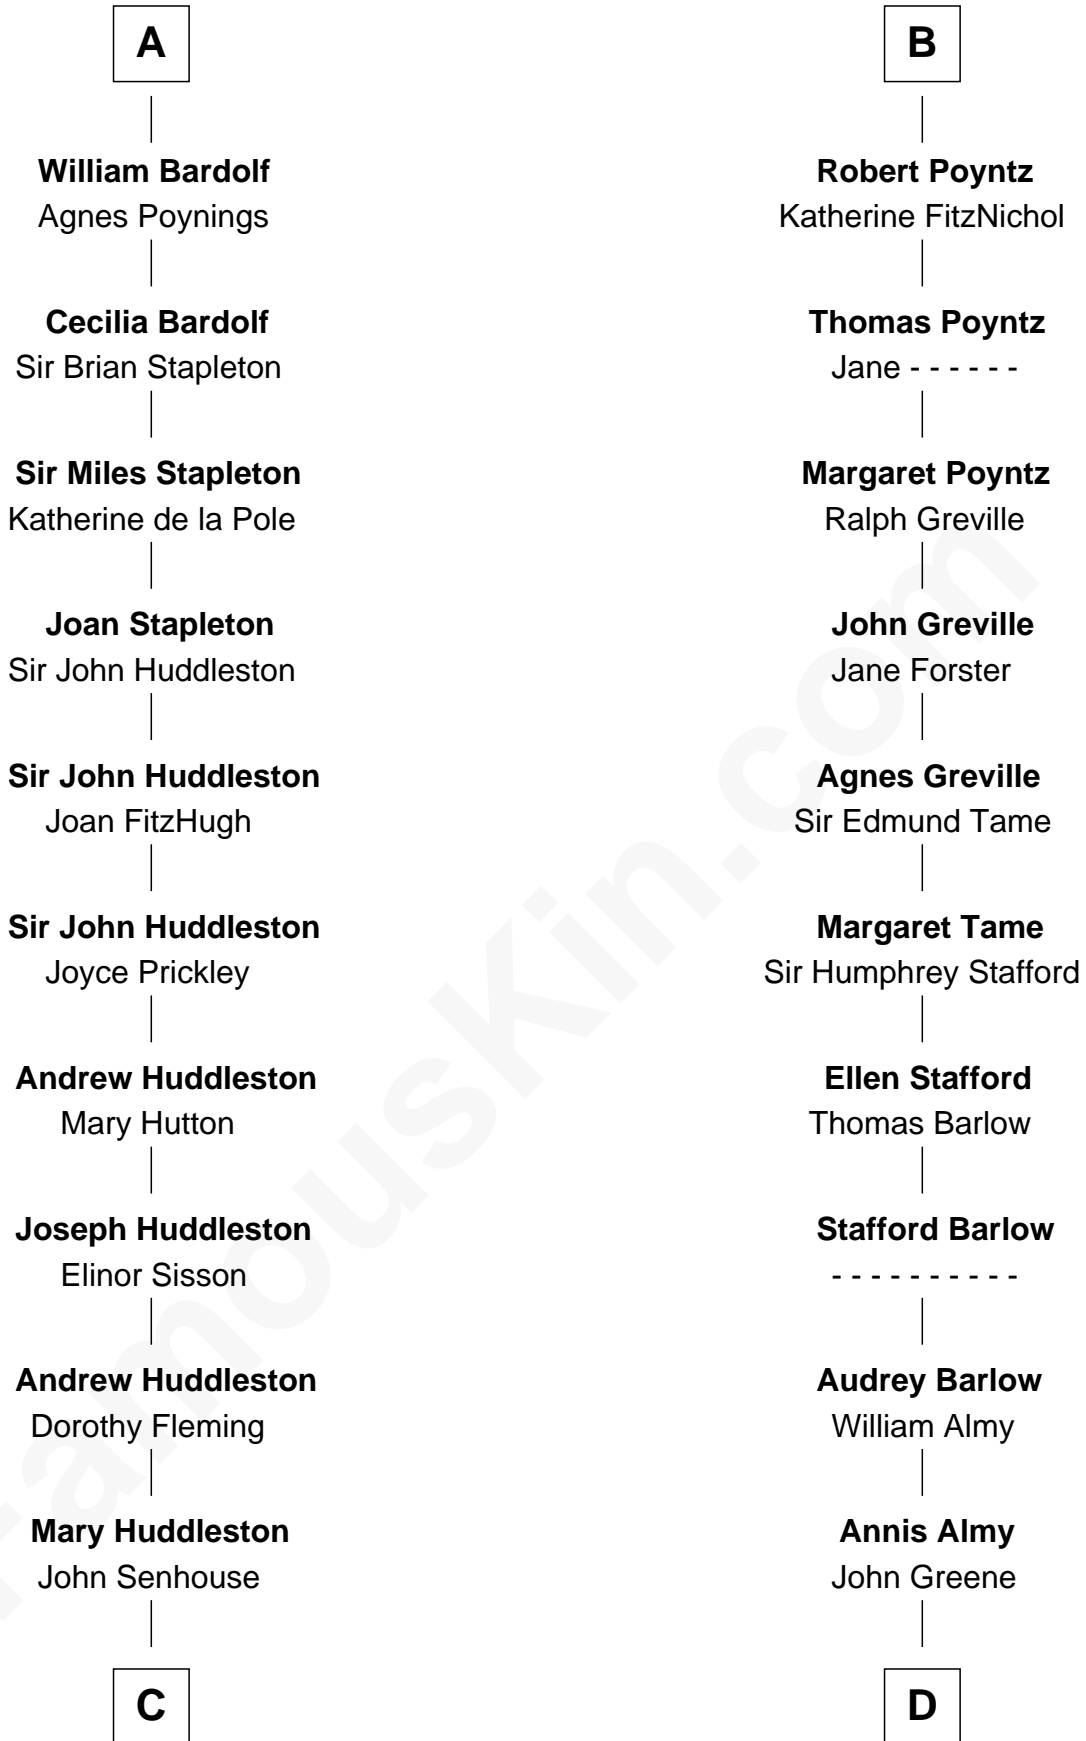 A
William Bardolf
Agnes Poynings
Cecilia Bardolf
Sir Brian Stapleton
Sir Miles Stapleton
Katherine de la Pole
Joan Stapleton
Sir John Huddleston
Sir John Huddleston
Joan FitzHugh
Sir John Huddleston
Joyce Prickley
Andrew Huddleston
Mary Hutton
Joseph Huddleston
Elinor Sisson
Andrew Huddleston
Dorothy Fleming
Mary Huddleston
John Senhouse
C
B
Robert Poyntz
Katherine FitzNichol
Thomas Poyntz
Jane - - - - - -
Margaret Poyntz
Ralph Greville
John Greville
Jane Forster
Agnes Greville
Sir Edmund Tame
Margaret Tame
Sir Humphrey Stafford
Ellen Stafford
Thomas Barlow
Stafford Barlow
- - - - - - - - - -
Audrey Barlow
William Almy
Annis Almy
John Greene
D
FamousKin.com